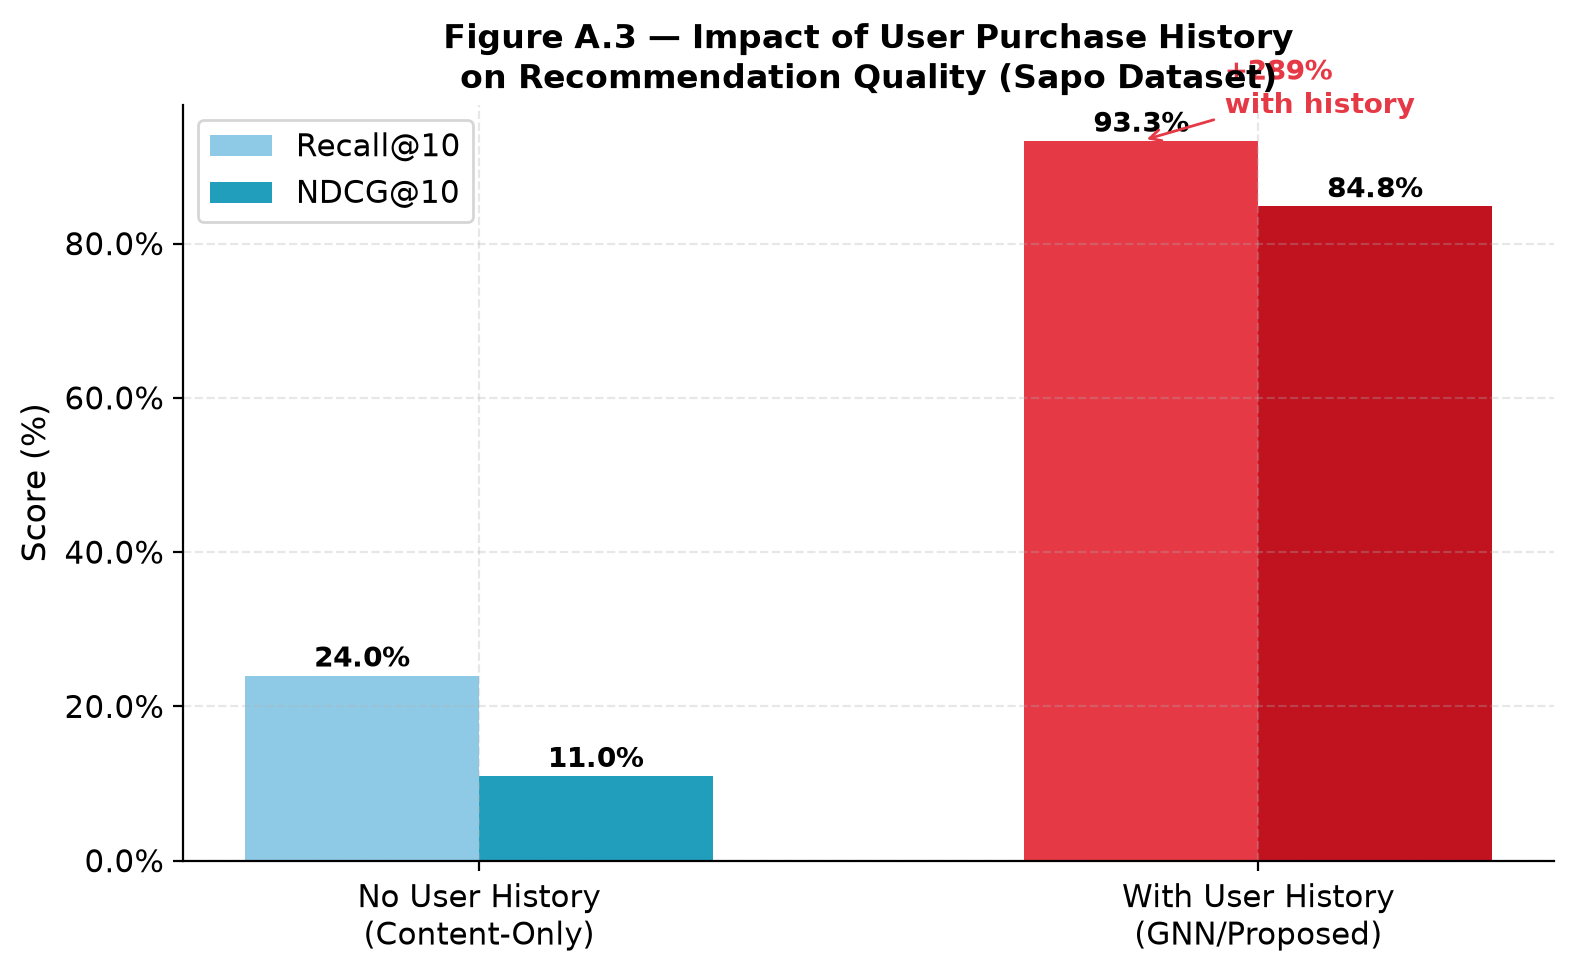 Figure A.3 — Impact of User Purchase History
on Recommendation Quality (Sapo Dataset)
+289%
with history
Recall@10
NDCG@10
93.3%
84.8%
24.0%
11.0%
Score (%)
80.0%
60.0%
40.0%
20.0%
0.0%
No User History
(Content-Only)
With User History
(GNN/Proposed)